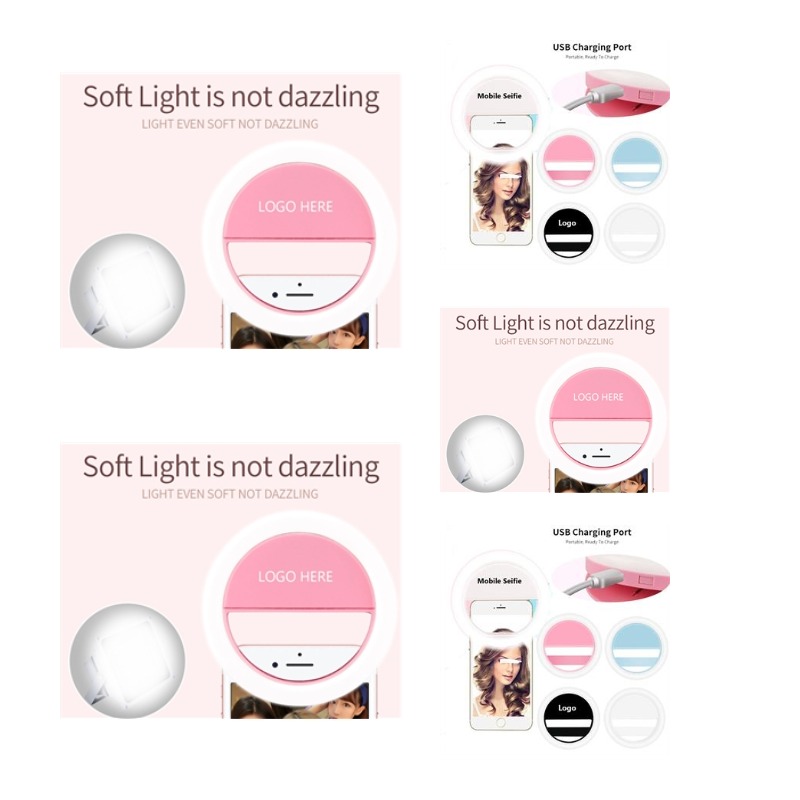 Soft Light is not dazzling
LIGHT EVEN SOFT NOT DAZZLING
LOGO HERE
USB Charging Port
Portable, Ready To Charge
Mobile Seifie
Logo
Soft Light is not dazzling
LIGHT EVEN SOFT NOT DAZZLING
LOGO HERE
Soft Light is not dazzling
LIGHT EVEN SOFT NOT DAZZLING
LOGO HERE
USB Charging Port
Portable, Ready To Charge
Mobile Seifie
Logo